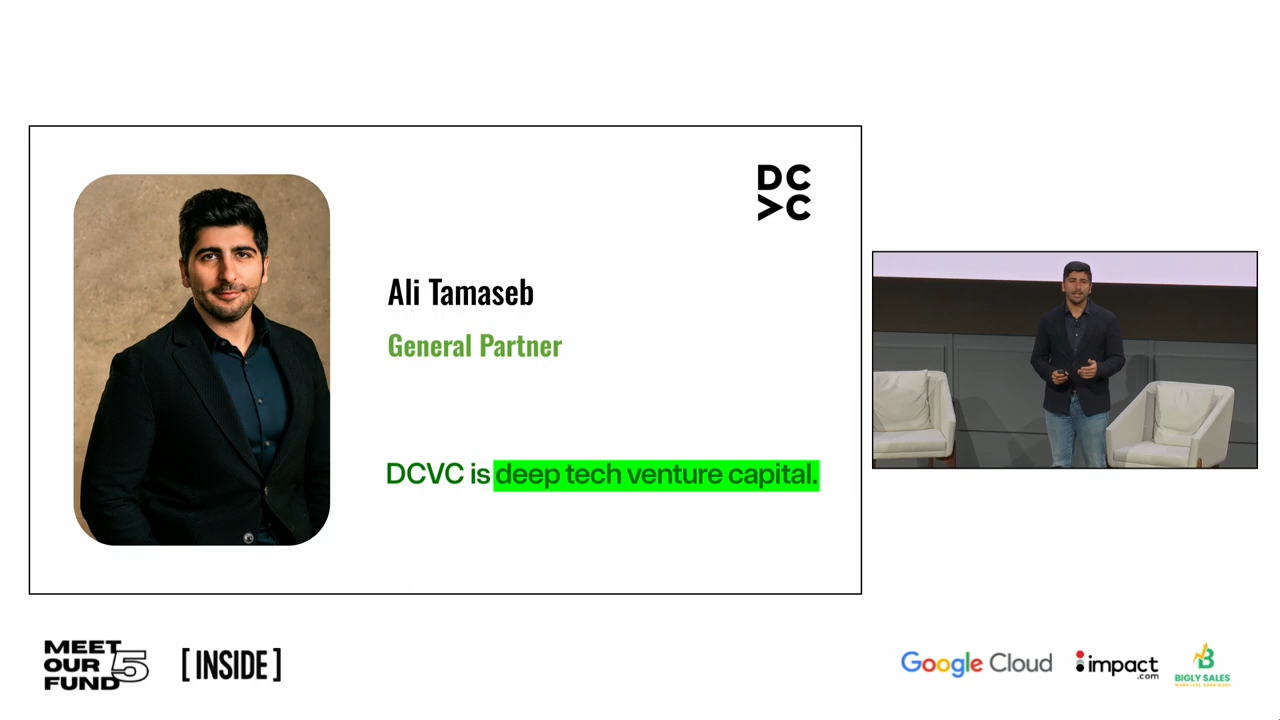 DC
>C
Ali Tamaseb
General Partner
DCVC is deep tech venture capital.
MEET
OUR 5
FUND
[INSIDE]
Google Cloud
impact
.com
BIGLY SALES